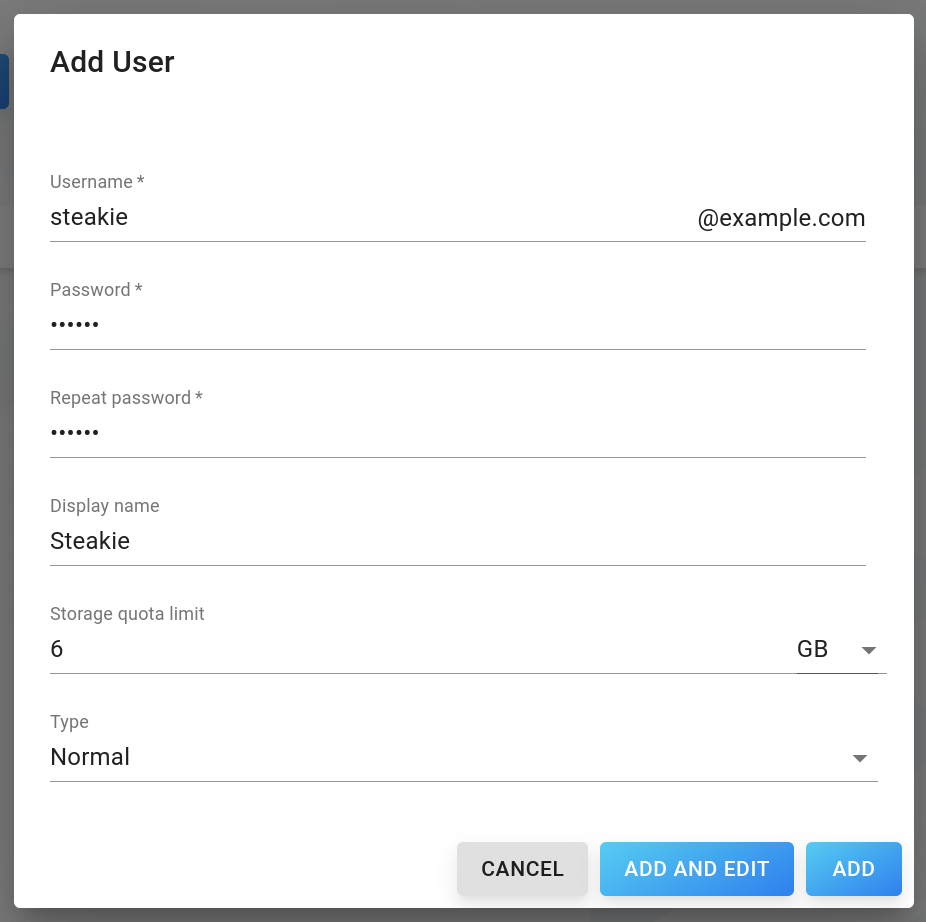 Add User
Username *
steakie @example.com
Password *
••••••
Repeat password *
••••••
Display name
Steakie
Storage quota limit
6 GB
Type
Normal
CANCEL ADD AND EDIT ADD